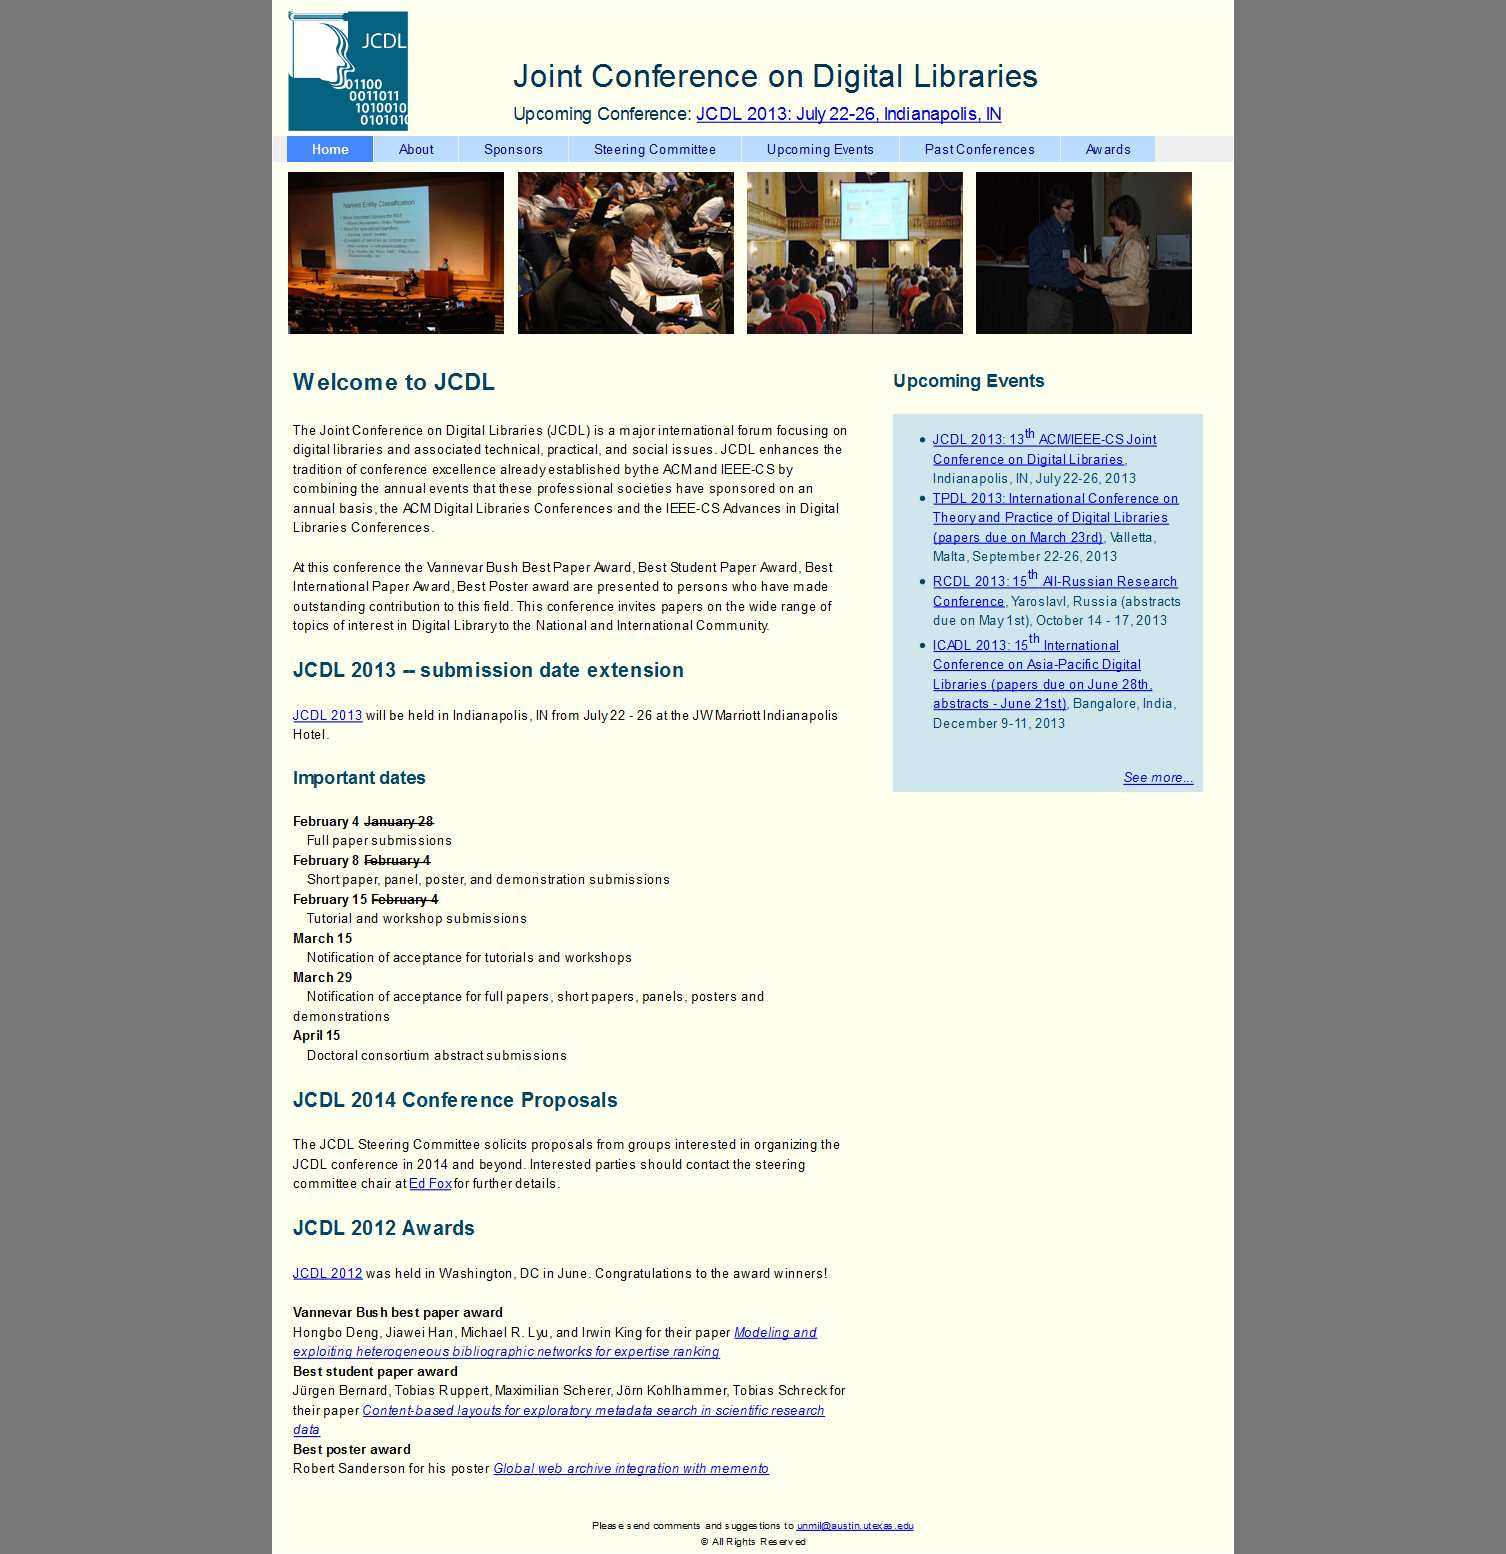 JCDL
01100
0011011
1010010
0101010
Joint Conference on Digital Libraries
Upcoming Conference: JCDL 2013: July 22-26, Indianapolis, IN
Home About Sponsors Steering Committee Upcoming Events Past Conferences Awards
Named Entity Classification
Welcome to JCDL
The Joint Conference on Digital Libraries (JCDL) is a major international forum focusing on
digital libraries and associated technical, practical, and social issues. JCDL enhances the
tradition of conference excellence already established by the ACM and IEEE-CS by
combining the annual events that these professional societies have sponsored on an
annual basis, the ACM Digital Libraries Conferences and the IEEE-CS Advances in Digital
Libraries Conferences.
At this conference the Vannevar Bush Best Paper Award, Best Student Paper Award, Best
International Paper Award, Best Poster award are presented to persons who have made
outstanding contribution to this field. This conference invites papers on the wide range of
topics of interest in Digital Library to the National and International Community.
JCDL 2013 -- submission date extension
JCDL 2013 will be held in Indianapolis, IN from July 22 - 26 at the JW Marriott Indianapolis
Hotel.
Important dates
February 4 January 28
Full paper submissions
February 8 February 4
Short paper, panel, poster, and demonstration submissions
February 15 February 4
Tutorial and workshop submissions
March 15
Notification of acceptance for tutorials and workshops
March 29
Notification of acceptance for full papers, short papers, panels, posters and
demonstrations
April 15
Doctoral consortium abstract submissions
JCDL 2014 Conference Proposals
The JCDL Steering Committee solicits proposals from groups interested in organizing the
JCDL conference in 2014 and beyond. Interested parties should contact the steering
committee chair at Ed Fox for further details.
JCDL 2012 Awards
JCDL 2012 was held in Washington, DC in June. Congratulations to the award winners!
Vannevar Bush best paper award
Hongbo Deng, Jiawei Han, Michael R. Lyu, and Irwin King for their paper Modeling and
exploiting heterogeneous bibliographic networks for expertise ranking
Best student paper award
Jürgen Bernard, Tobias Ruppert, Maximilian Scherer, Jörn Kohlhammer, Tobias Schreck for
their paper Content-based layouts for exploratory metadata search in scientific research
data
Best poster award
Robert Sanderson for his poster Global web archive integration with memento
Upcoming Events
• JCDL 2013: 13th ACM/IEEE-CS Joint
Conference on Digital Libraries,
Indianapolis, IN, July 22-26, 2013
• TPDL 2013: International Conference on
Theory and Practice of Digital Libraries
(papers due on March 23rd), Valletta,
Malta, September 22-26, 2013
• RCDL 2013: 15th All-Russian Research
Conference, Yaroslavl, Russia (abstracts
due on May 1st), October 14 - 17, 2013
• ICADL 2013: 15th International
Conference on Asia-Pacific Digital
Libraries (papers due on June 28th,
abstracts - June 21st), Bangalore, India,
December 9-11, 2013
See more...
Please send comments and suggestions to unmil@austin.utexas.edu
© All Rights Reserved